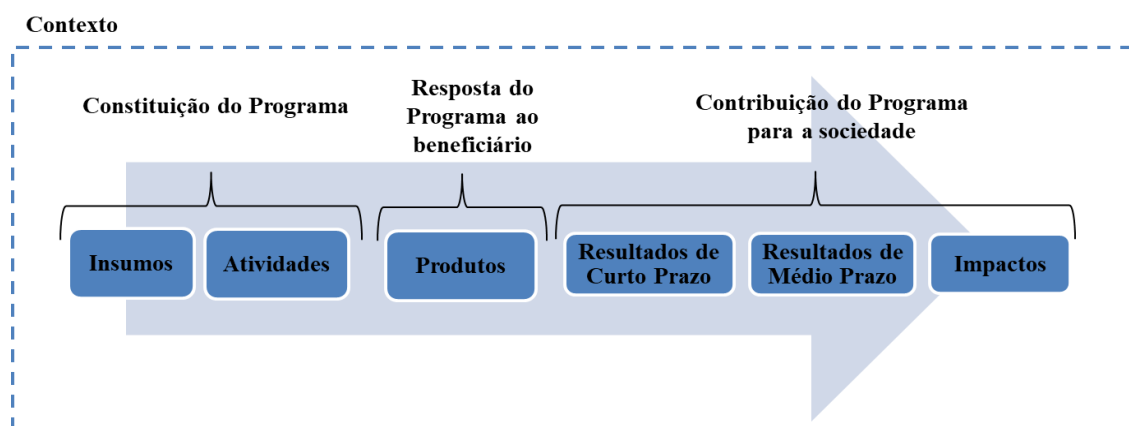 Contexto
Constituição do Programa
Resposta do
Programa ao
beneficiário
Contribuição do Programa
para a sociedade
Insumos
Atividades
Produtos
Resultados de
Curto Prazo
Resultados de
Médio Prazo
Impactos